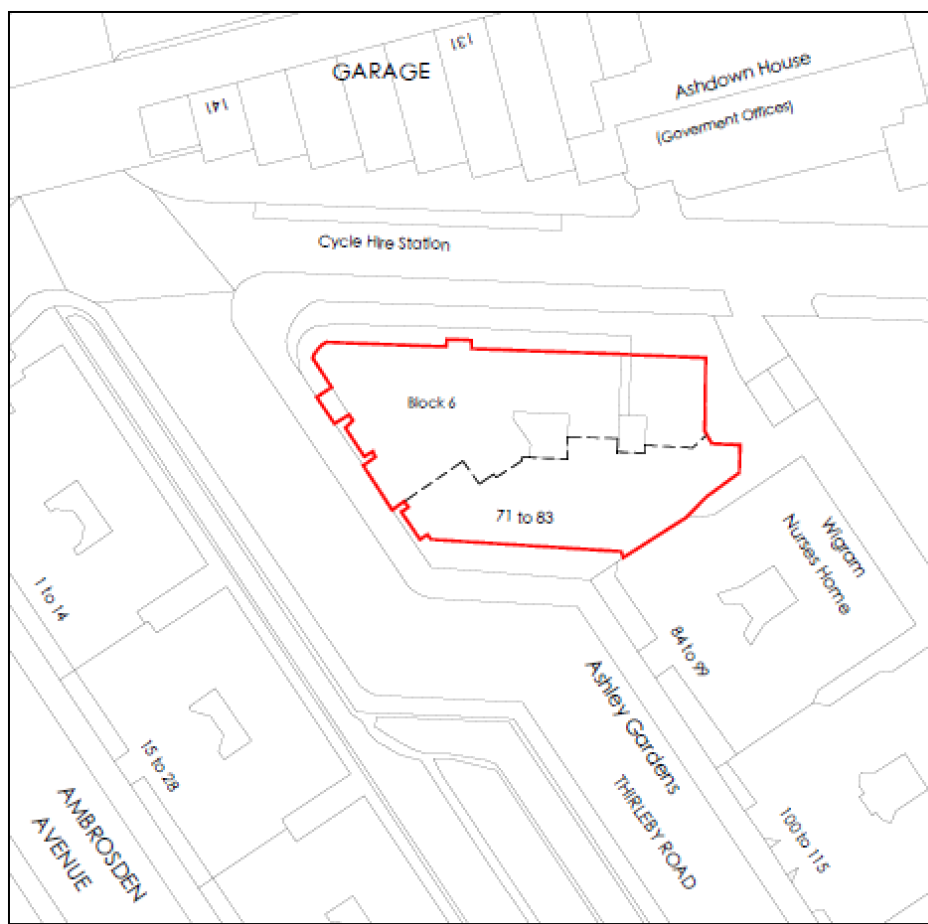 131
GARAGE
141
Ashdown House
(Goverment Offices)
Cycle Hire Station
Block 6
71 to 83
Wigram
Nurses Home
1 to 14
84 to 99
Ashley Gardens
15 to 28
THIRLEBY ROAD
AMBROSDEN
AVENUE
100 to 115